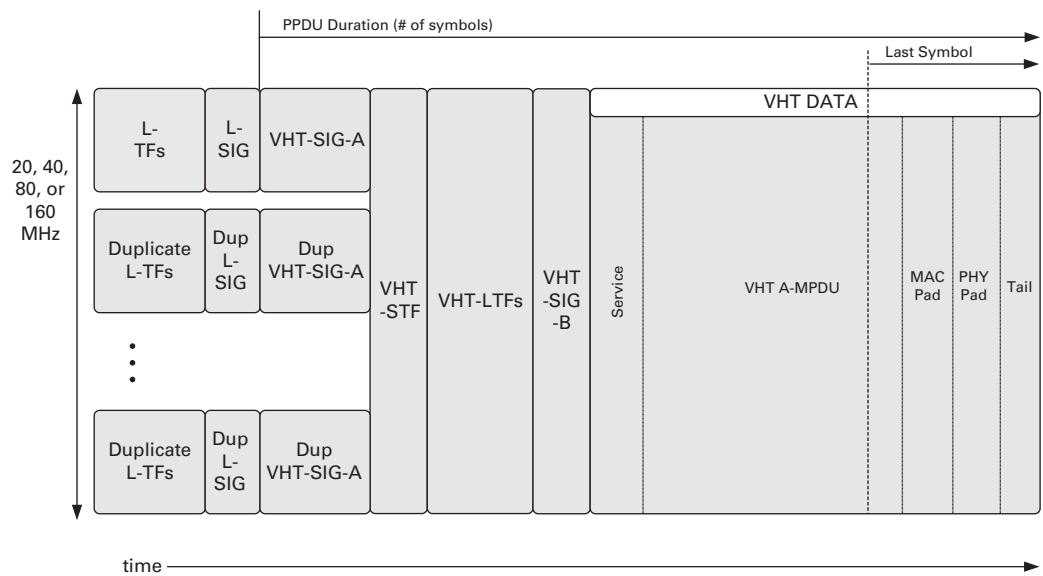 PPDU Duration (# of symbols)
Last Symbol
VHT DATA
20, 40,
80, or
160
MHz
L-
TFs
L-
SIG
VHT-SIG-A
Duplicate
L-TFs
Dup
L-
SIG
Dup
VHT-SIG-A
Duplicate
L-TFs
Dup
L-
SIG
Dup
VHT-SIG-A
VHT
-STF
VHT-LTFs
VHT
-SIG
-B
Service
VHT A-MPDU
MAC
Pad
PHY
Pad
Tail
time